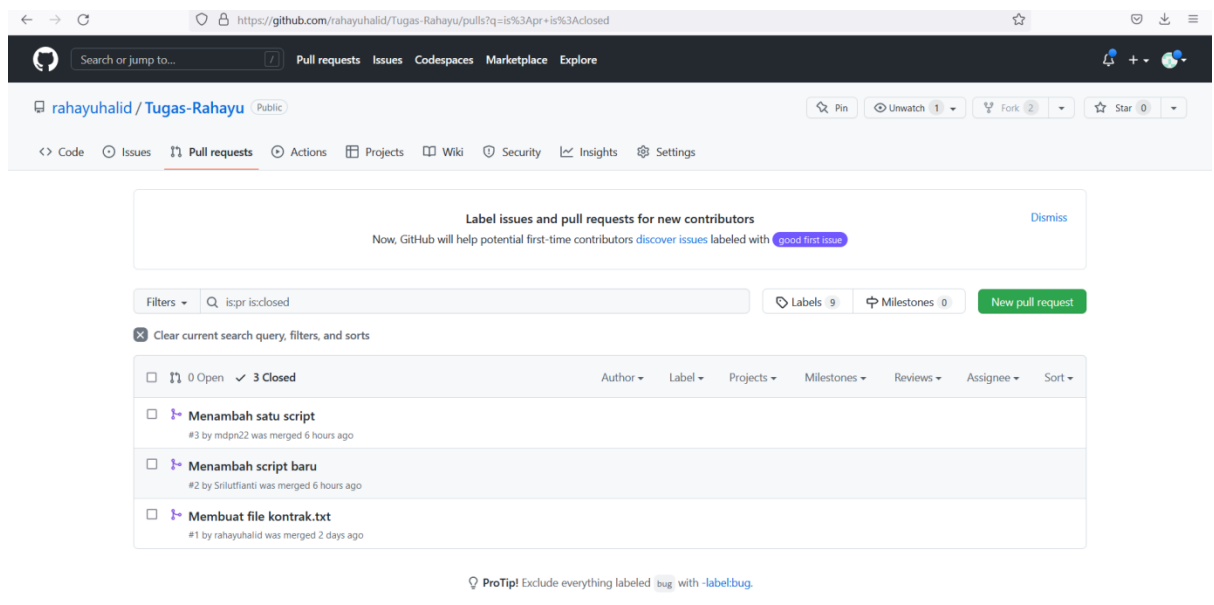 https://github.com/rahayuhalid/Tugas-Rahayu/pulls?q=is%3Apr+is%3Aclosed
Search or jump to... / Pull requests Issues Codespaces Marketplace Explore
rahayuhalid / Tugas-Rahayu Public Pin Unwatch 1 Fork 2 Star 0
<> Code Issues Pull requests Actions Projects Wiki Security Insights Settings
Label issues and pull requests for new contributors Dismiss
Now, GitHub will help potential first-time contributors discover issues labeled with good first issue
Filters is:pr is:closed Labels 9 Milestones 0 New pull request
Clear current search query, filters, and sorts
0 Open 3 Closed Author Label Projects Milestones Reviews Assignee Sort
Menambah satu script
#3 by mdpn22 was merged 6 hours ago
Menambah script baru
#2 by Srilutfianti was merged 6 hours ago
Membuat file kontrak.txt
#1 by rahayuhalid was merged 2 days ago
ProTip! Exclude everything labeled bug with -label:bug.